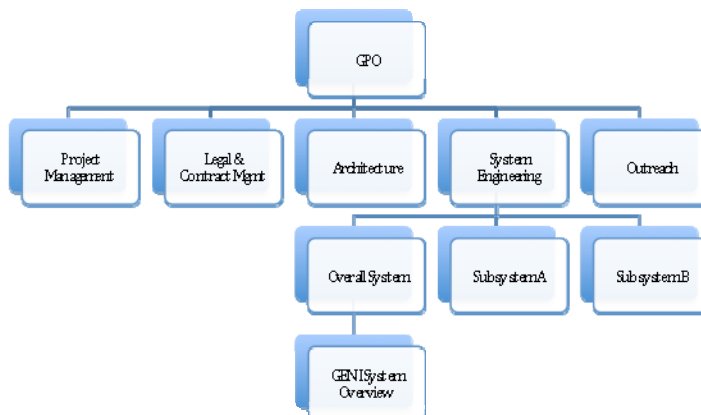 GPO
Project
Management
Legal &
Contract Mgmt
Architecture
System
Engineering
Outreach
Overall System
Subsystem A
Subsystem B
GENI System
Overview